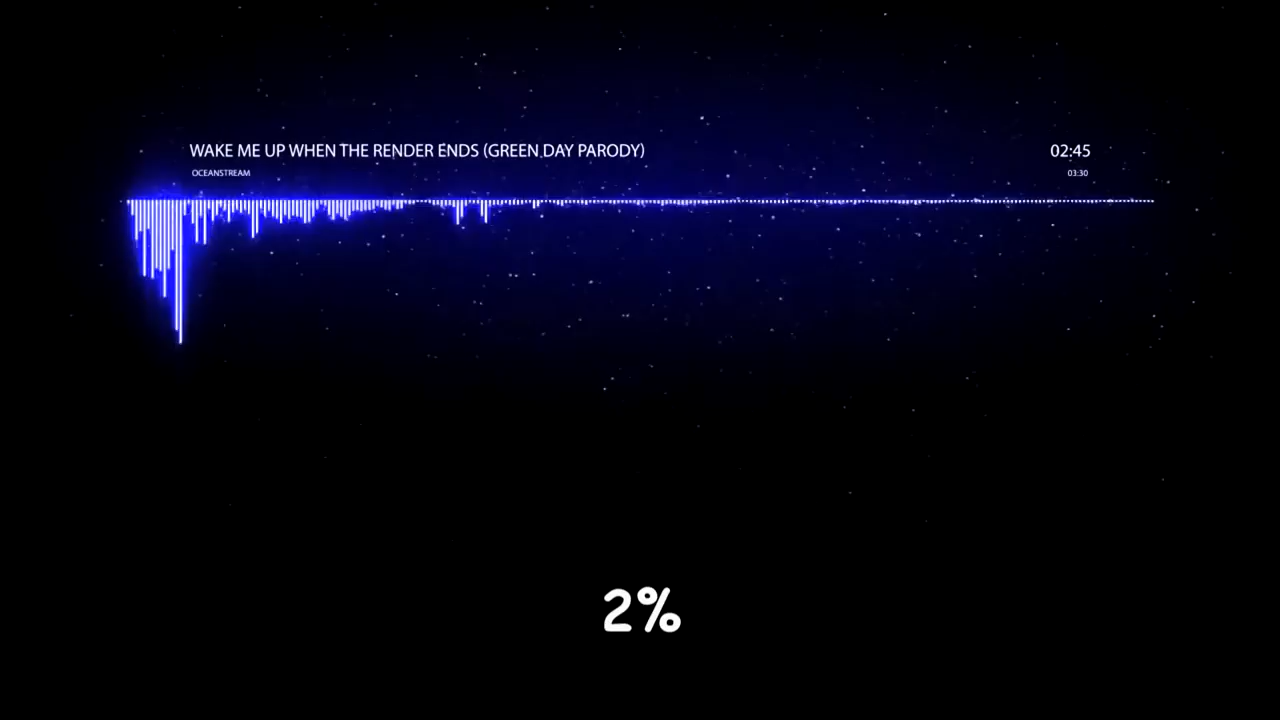 WAKE ME UP WHEN THE RENDER ENDS (GREEN DAY PARODY)
02:45
OCEANSTREAM
03:30
2%